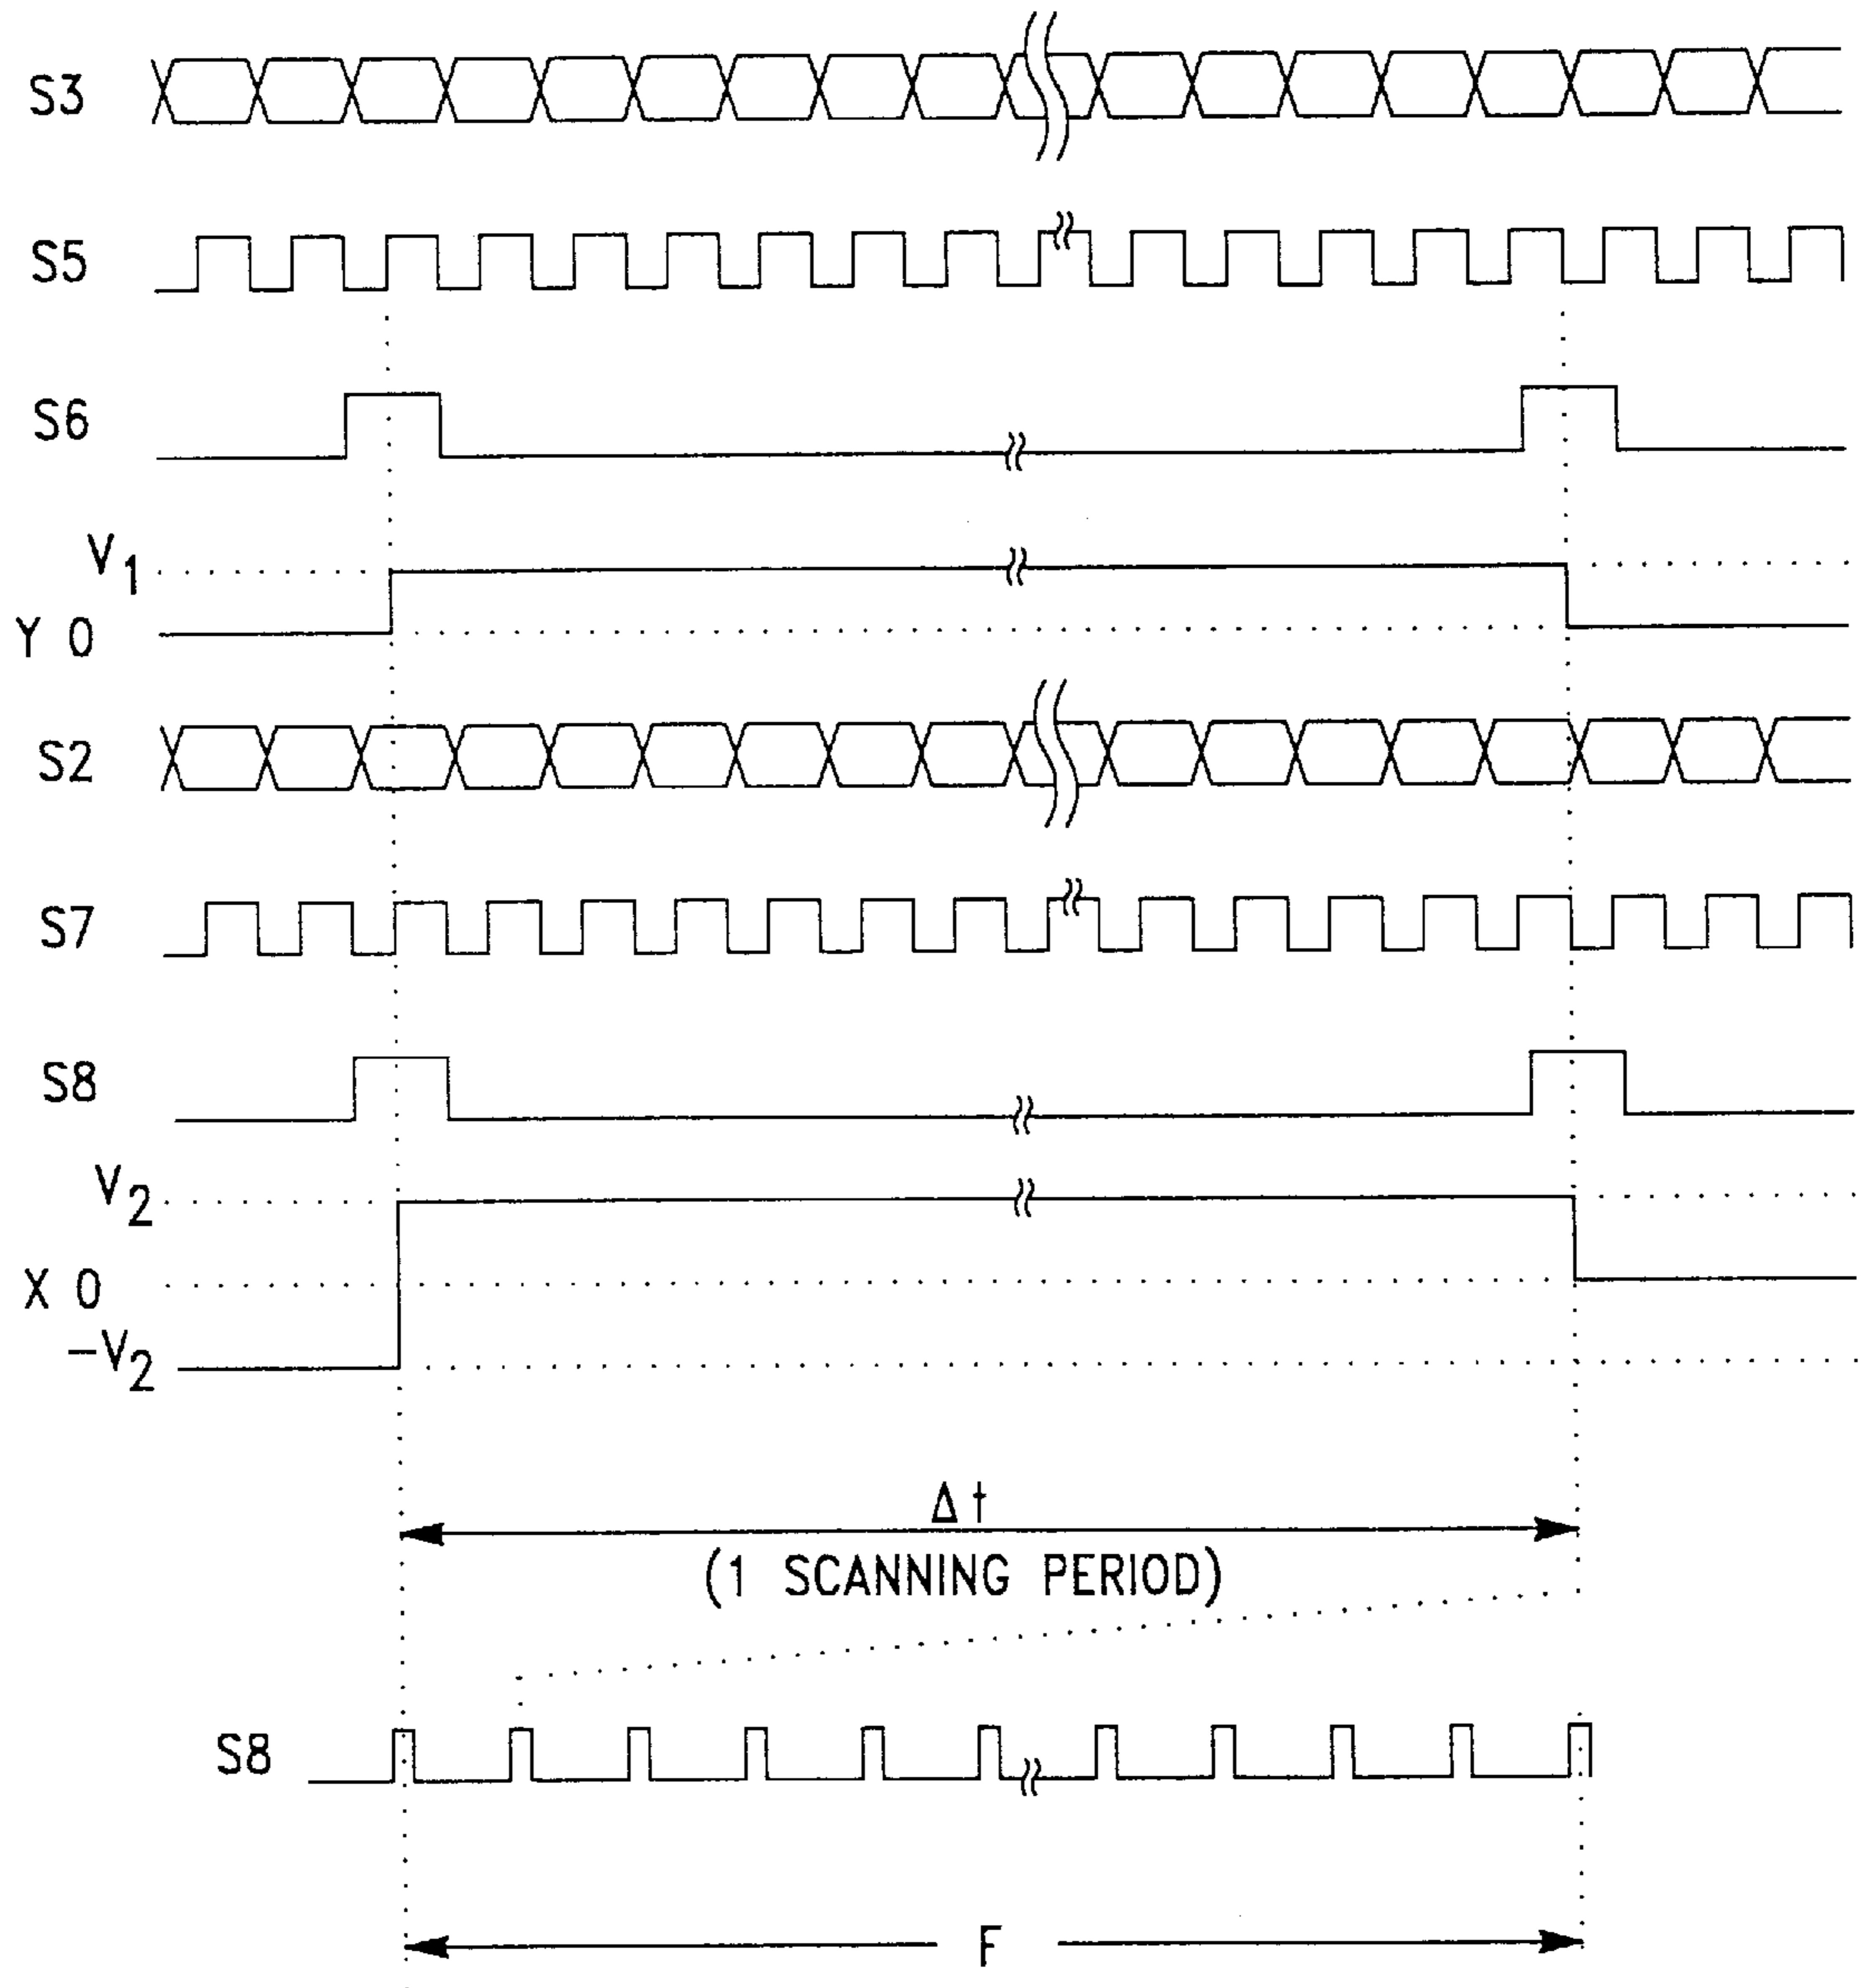 S3
S5
S6
V1
Y 0
S2
S7
S8
V2
X 0
-V2
Δt
(1 SCANNING PERIOD)
S8
F